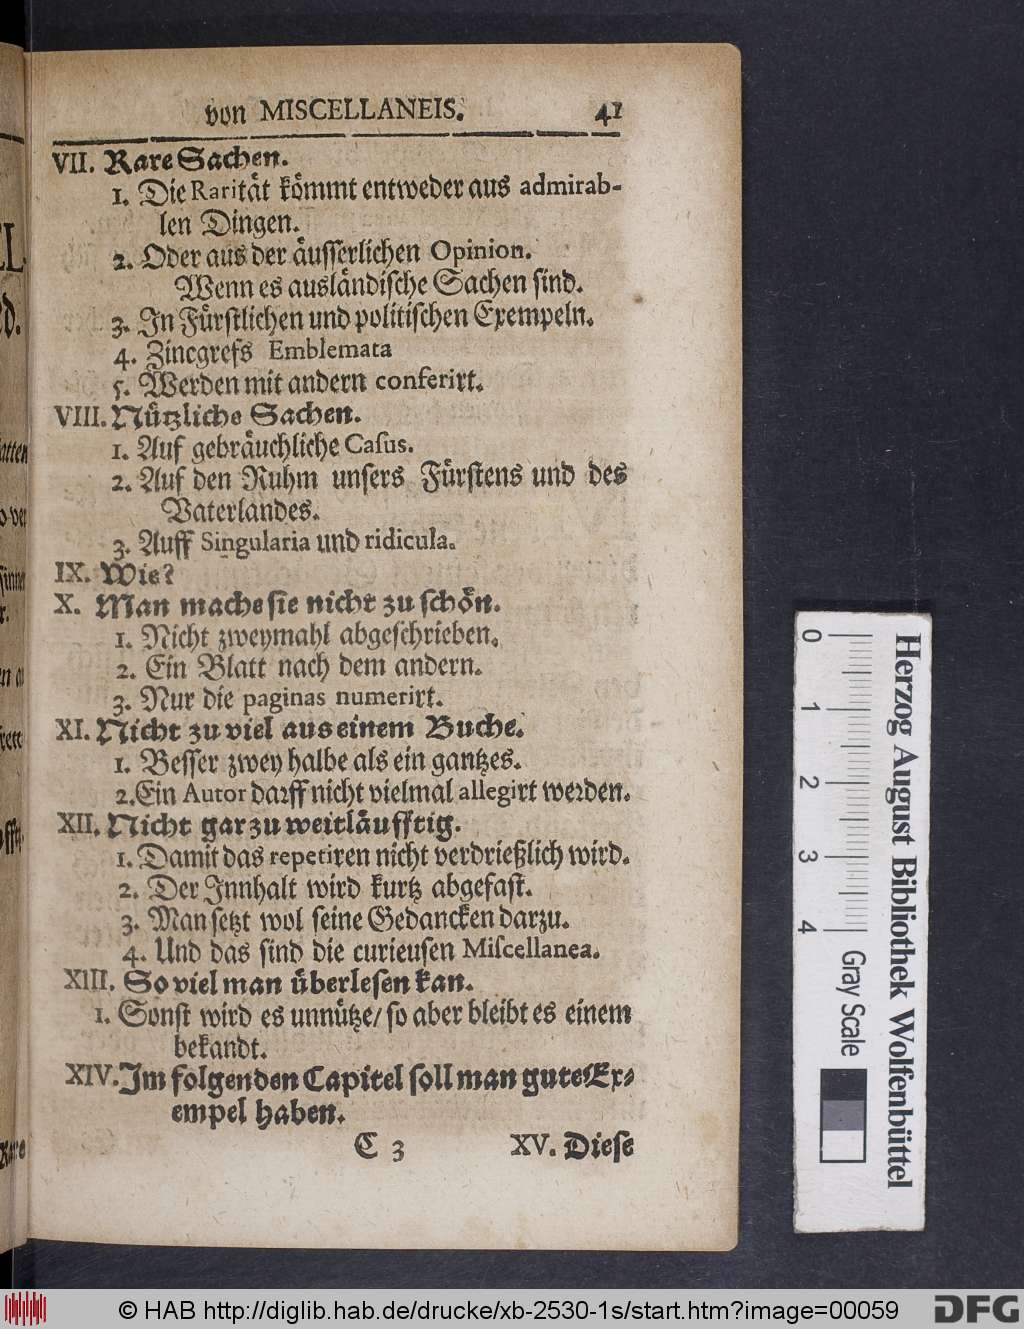 von MISCELLANEIS. 41
VII. Rare Sachen.
1. Die Rarität kömmt entweder aus admirab-
len Dingen.
2. Oder aus der äusserlichen Opinion.
Wenn es ausländische Sachen sind.
3. In Fürstlichen und politischen Exempeln.
4. Zincgrefs Emblemata
5. Werden mit andern conferirt.
VIII. Nützliche Sachen.
1. Auf gebräuchliche Casus.
2. Auf den Ruhm unsers Fürstens und des
Vaterlandes.
3. Auff Singularia und ridicula.
IX. Wie?
X. Man mache sie nicht zu schön.
1. Nicht zweymahl abgeschrieben.
2. Ein Blatt nach dem andern.
3. Nur die paginas numerirt.
XI. Nicht zu viel aus einem Buche.
1. Besser zwey halbe als ein gantzes.
2. Ein Autor darff nicht vielmal allegirt werden.
XII. Nicht gar zu weitläufftig.
1. Damit das repetiren nicht verdrießlich wird.
2. Der Innhalt wird kurtz abgefast.
3. Man setzt wol seine Gedancken darzu.
4. Und das sind die curieusen Miscellanea.
XIII. So viel man überlesen kan.
1. Sonst wird es unnütze/ so aber bleibt es einem
bekandt.
XIV. Im folgenden Capitel soll man gute Ex-
empel haben.
C 3 XV. Diese
0 1 2 3 4 Gray Scale
Herzog August Bibliothek Wolfenbüttel
© HAB http://diglib.hab.de/drucke/xb-2530-1s/start.htm?image=00059
DFG